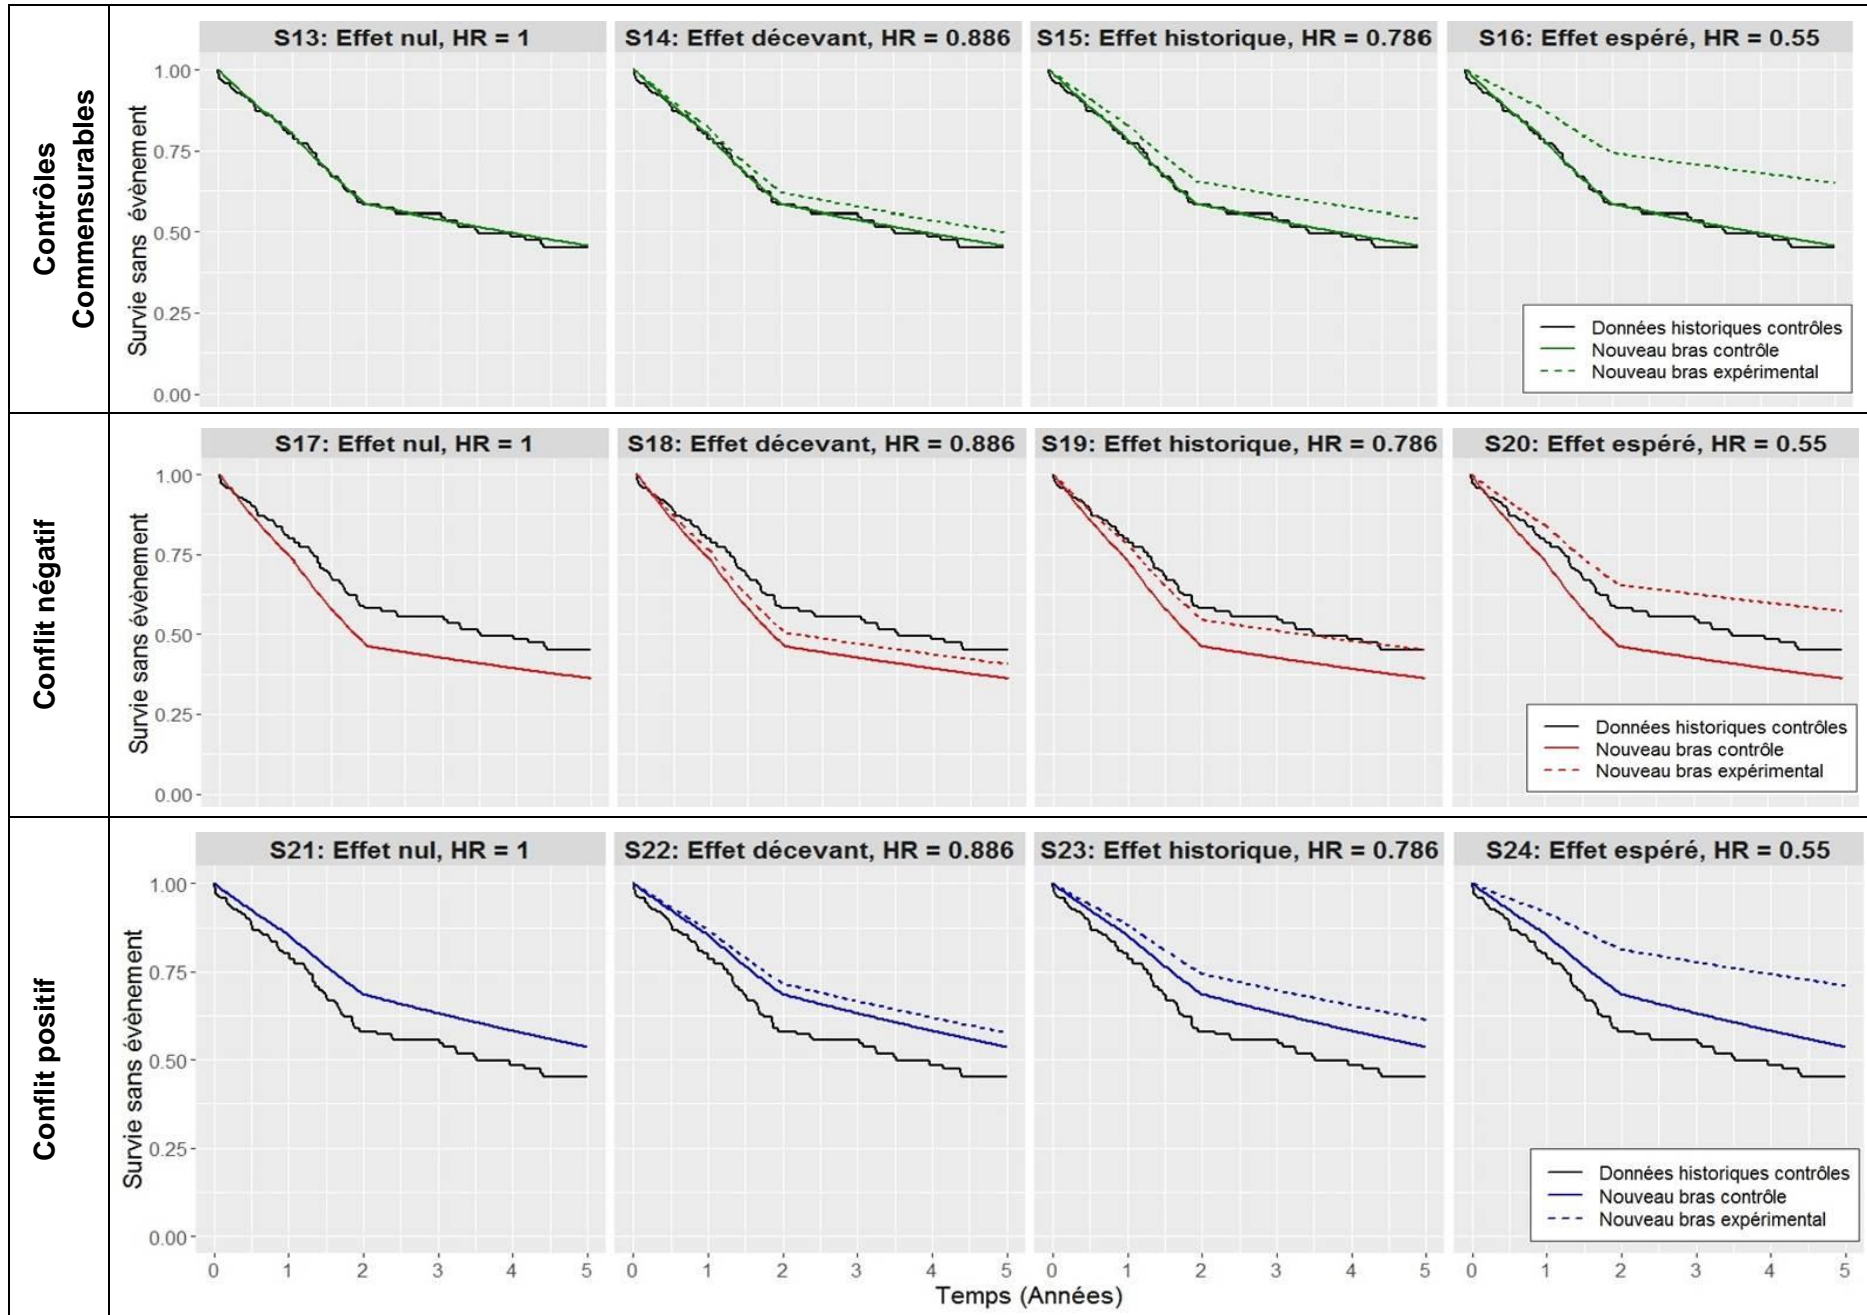 Contrôles
Commensurables
S13: Effet nul, HR = 1
S14: Effet décevant, HR = 0.886
S15: Effet historique, HR = 0.786
S16: Effet espéré, HR = 0.55
Survie sans évènement
1.00
0.75
0.50
0.25
0.00
Données historiques contrôles
Nouveau bras contrôle
Nouveau bras expérimental
Conflit négatif
S17: Effet nul, HR = 1
S18: Effet décevant, HR = 0.886
S19: Effet historique, HR = 0.786
S20: Effet espéré, HR = 0.55
Survie sans évènement
1.00
0.75
0.50
0.25
0.00
Données historiques contrôles
Nouveau bras contrôle
Nouveau bras expérimental
Conflit positif
S21: Effet nul, HR = 1
S22: Effet décevant, HR = 0.886
S23: Effet historique, HR = 0.786
S24: Effet espéré, HR = 0.55
Survie sans évènement
1.00
0.75
0.50
0.25
0.00
Données historiques contrôles
Nouveau bras contrôle
Nouveau bras expérimental
0 1 2 3 4 5
0 1 2 3 4 5
0 1 2 3 4 5
0 1 2 3 4 5
Temps (Années)